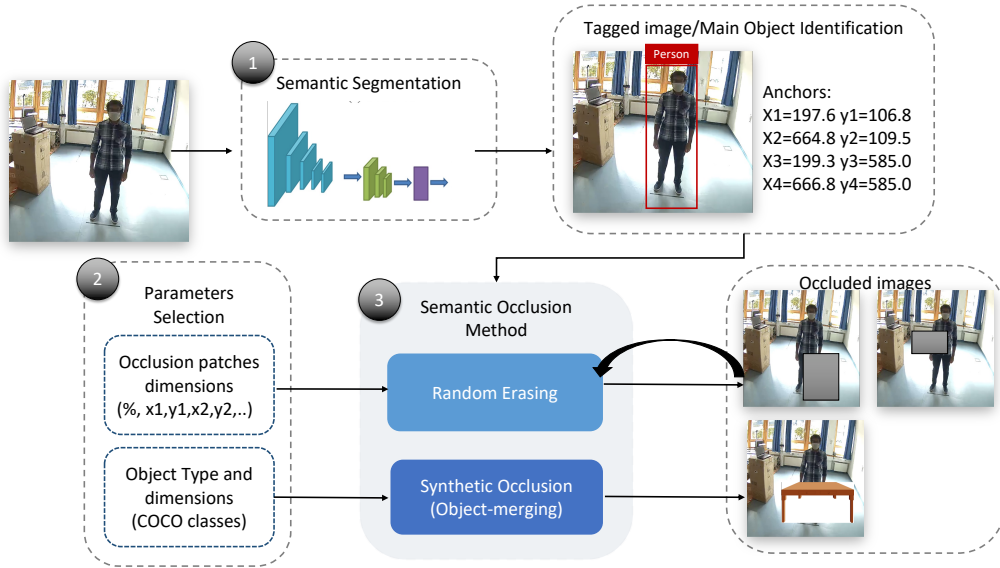 1
Semantic Segmentation
Tagged image/Main Object Identification
Person
Anchors:
X1=197.6 y1=106.8
X2=664.8 y2=109.5
X3=199.3 y3=585.0
X4=666.8 y4=585.0
2
Parameters
Selection
Occlusion patches
dimensions
(%, x1,y1,x2,y2,..)
Object Type and
dimensions
(COCO classes)
3
Semantic Occlusion
Method
Random Erasing
Synthetic Occlusion
(Object-merging)
Occluded images